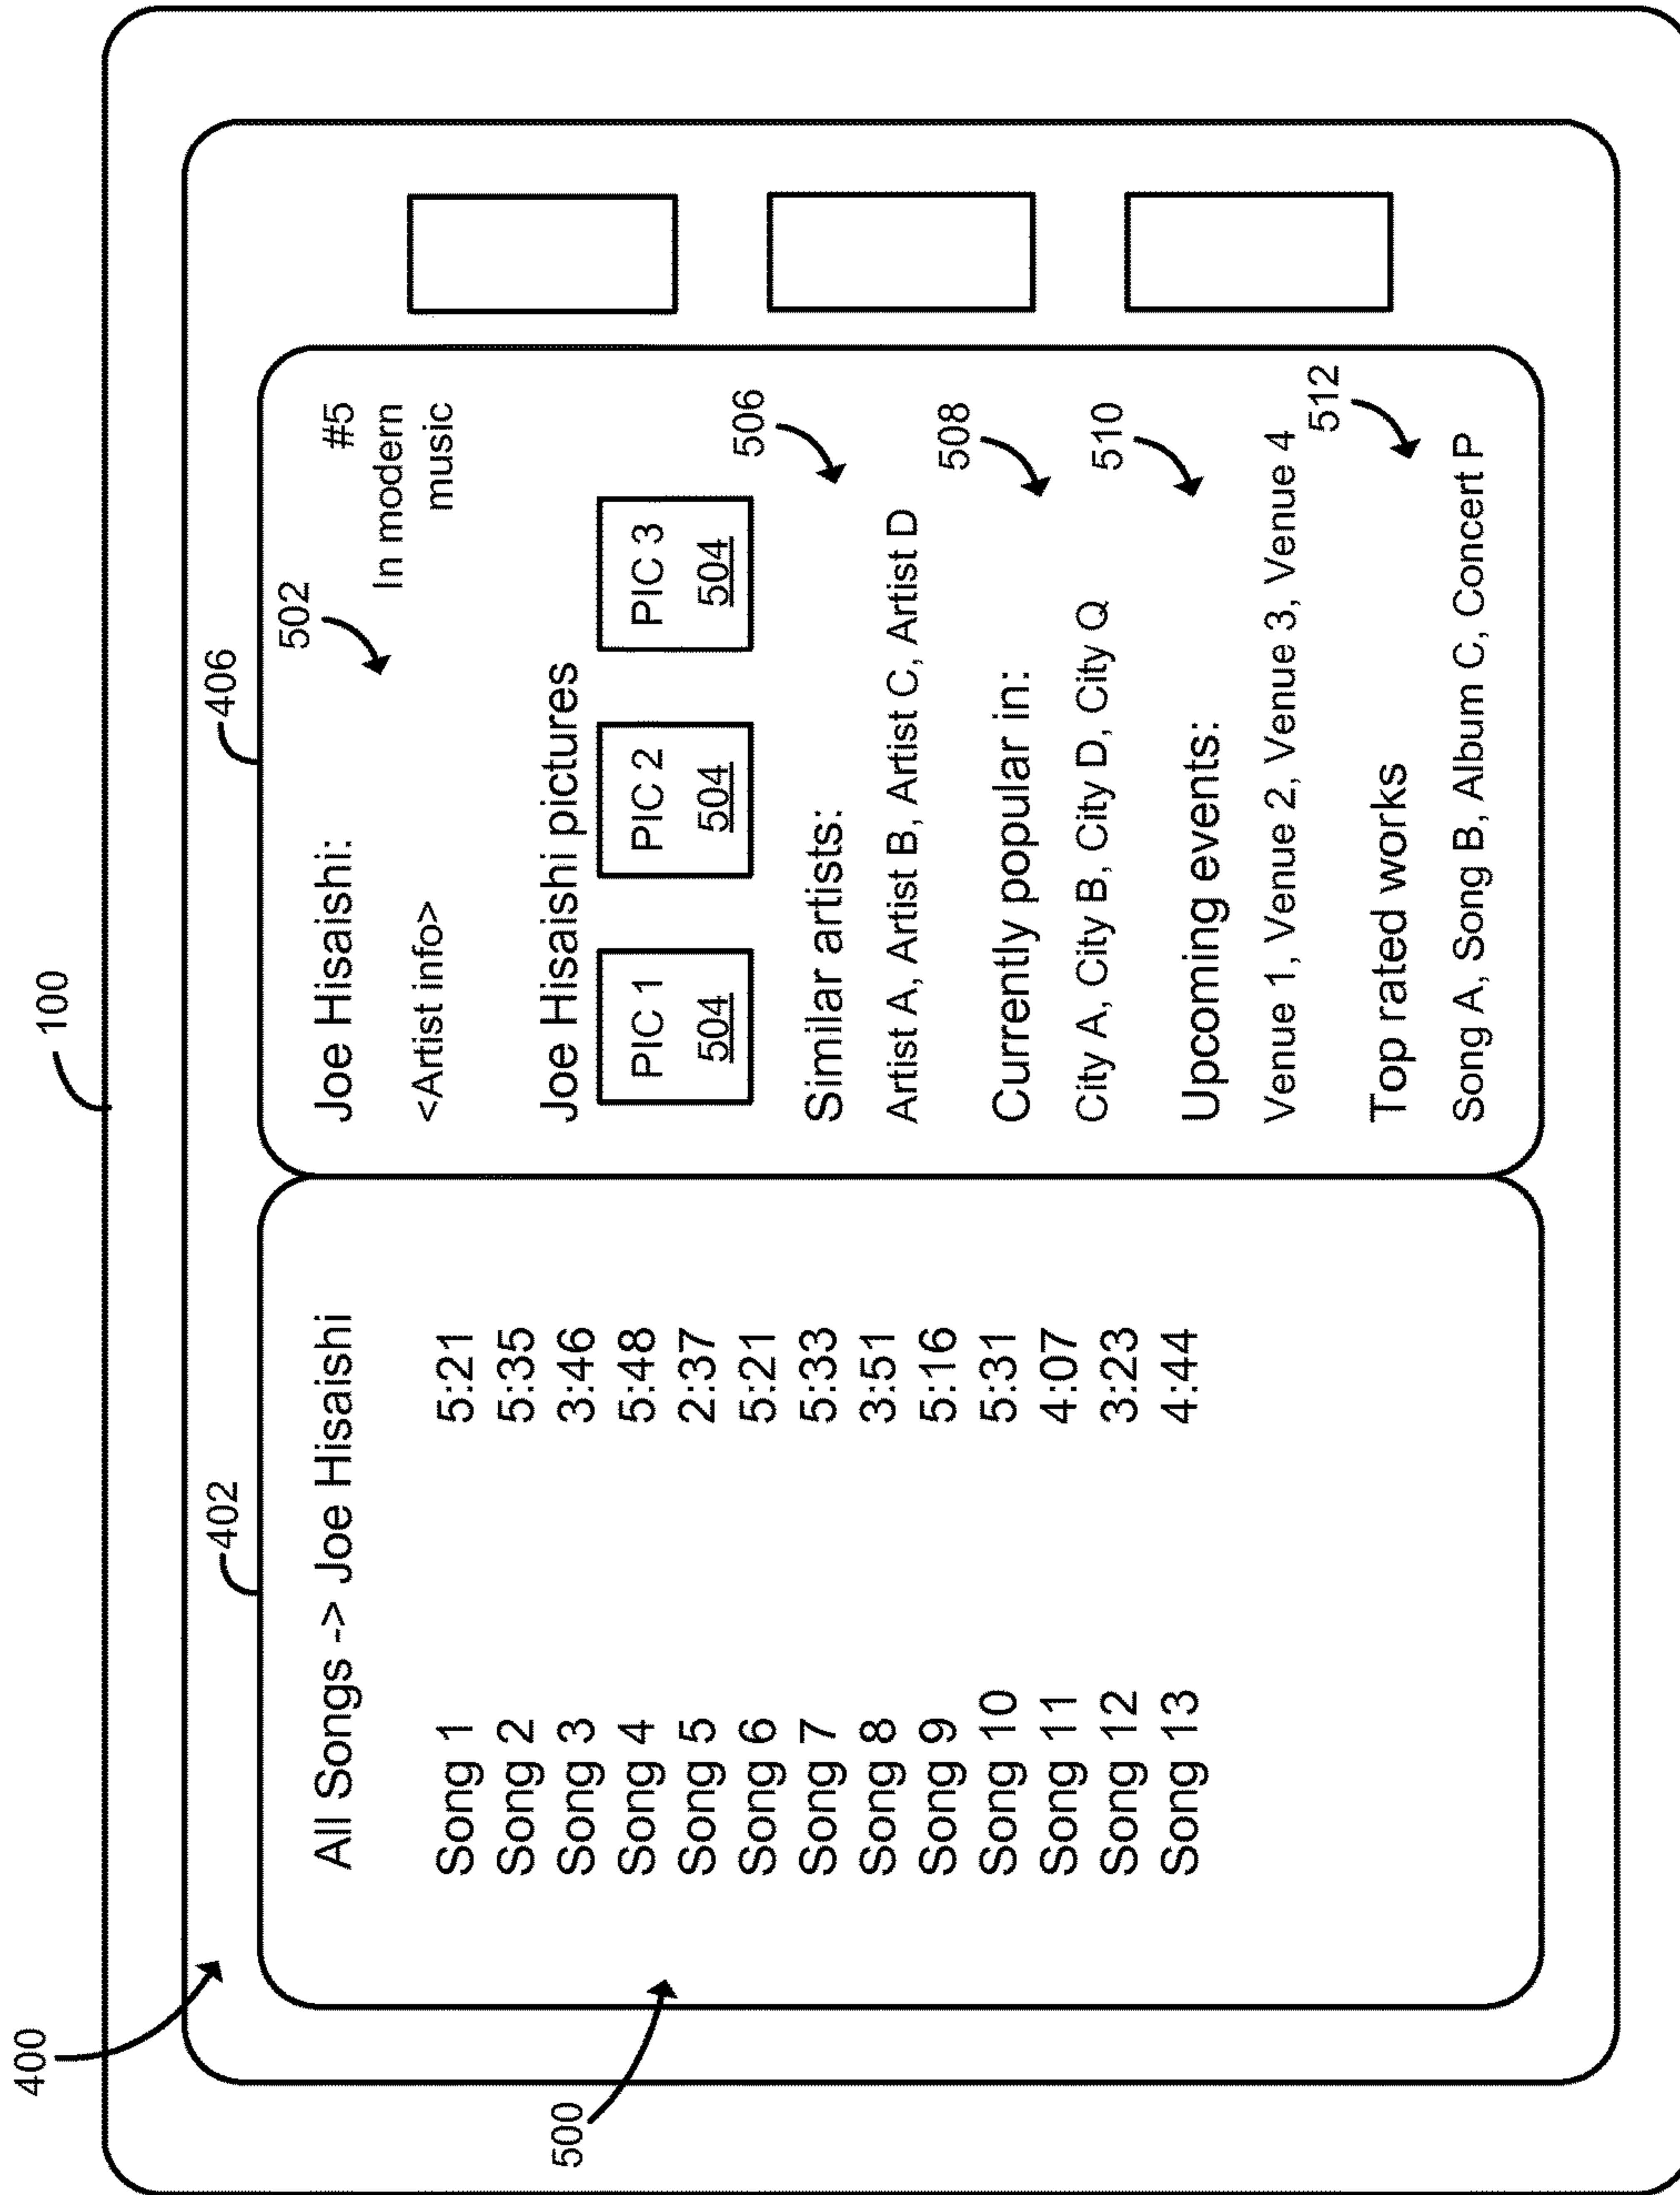 100
400
402
406
All Songs -> Joe Hisaishi
500
Song 1 5:21
Song 2 5:35
Song 3 3:46
Song 4 5:48
Song 5 2:37
Song 6 5:21
Song 7 5:33
Song 8 3:51
Song 9 5:16
Song 10 5:31
Song 11 4:07
Song 12 3:23
Song 13 4:44
502
Joe Hisaishi: #5
In modern
music
<Artist info>
Joe Hisaishi pictures
PIC 1 PIC 2 PIC 3
504 504 504
506
Similar artists:
Artist A, Artist B, Artist C, Artist D
508
Currently popular in:
City A, City B, City D, City Q
510
Upcoming events:
Venue 1, Venue 2, Venue 3, Venue 4
512
Top rated works
Song A, Song B, Album C, Concert P